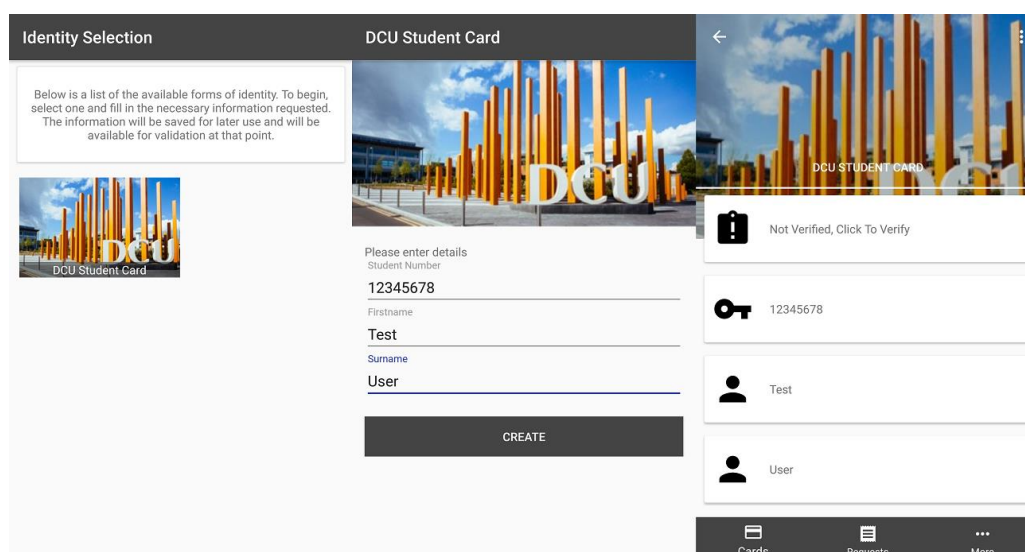 Identity Selection
Below is a list of the available forms of identity. To begin,
select one and fill in the necessary information requested.
The information will be saved for later use and will be
available for validation at that point.
DCU
DCU Student Card
DCU Student Card
DCU
Please enter details
Student Number
12345678
Firstname
Test
Surname
User
CREATE
DCU STUDENT CARD
Not Verified, Click To Verify
12345678
Test
User
Cards
Requests
More